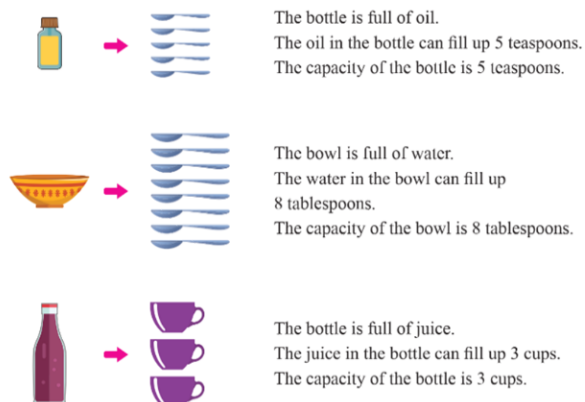 The bottle is full of oil.
The oil in the bottle can fill up 5 teaspoons.
The capacity of the bottle is 5 teaspoons.
The bowl is full of water.
The water in the bowl can fill up
8 tablespoons.
The capacity of the bowl is 8 tablespoons.
The bottle is full of juice.
The juice in the bottle can fill up 3 cups.
The capacity of the bottle is 3 cups.